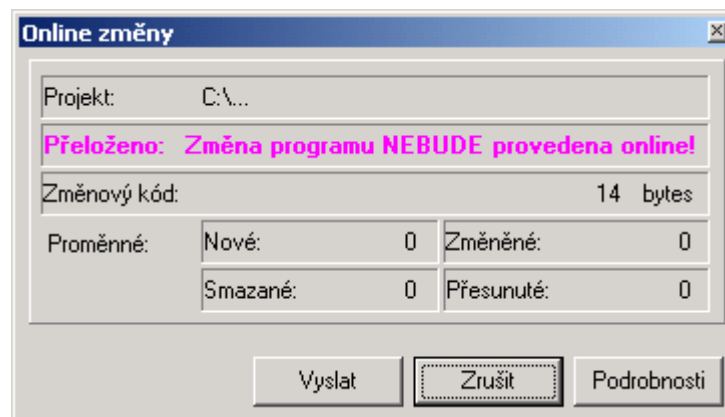 Online změny
Projekt: C:\...
Přeloženo: Změna programu NEBUDE provedena online!
Změnový kód: 14 bytes
Proměnné: Nové: 0 Změněné: 0
Smazané: 0 Přesunuté: 0
Vyslat Zrušit Podrobnosti